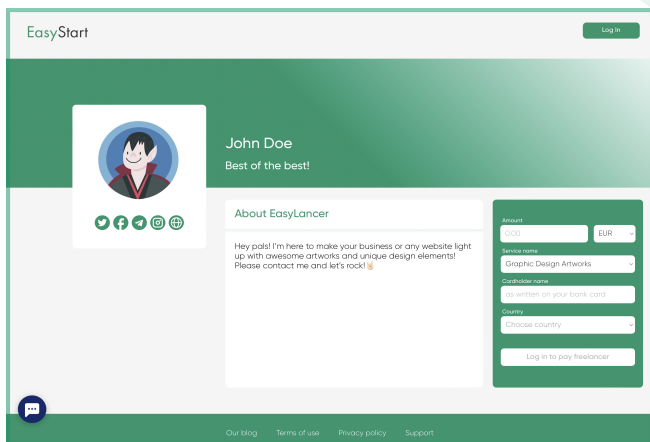 EasyStart
Log In
John Doe
Best of the best!
About EasyLancer
Hey pals! I'm here to make your business or any website light
up with awesome artworks and unique design elements!
Please contact me and let's rock!🤘
Amount
0.00
EUR
Service name
Graphic Design Artworks
Cardholder name
as written on your bank card
Country
Choose country
Log In to pay freelancer
Our blog Terms of use Privacy policy Support